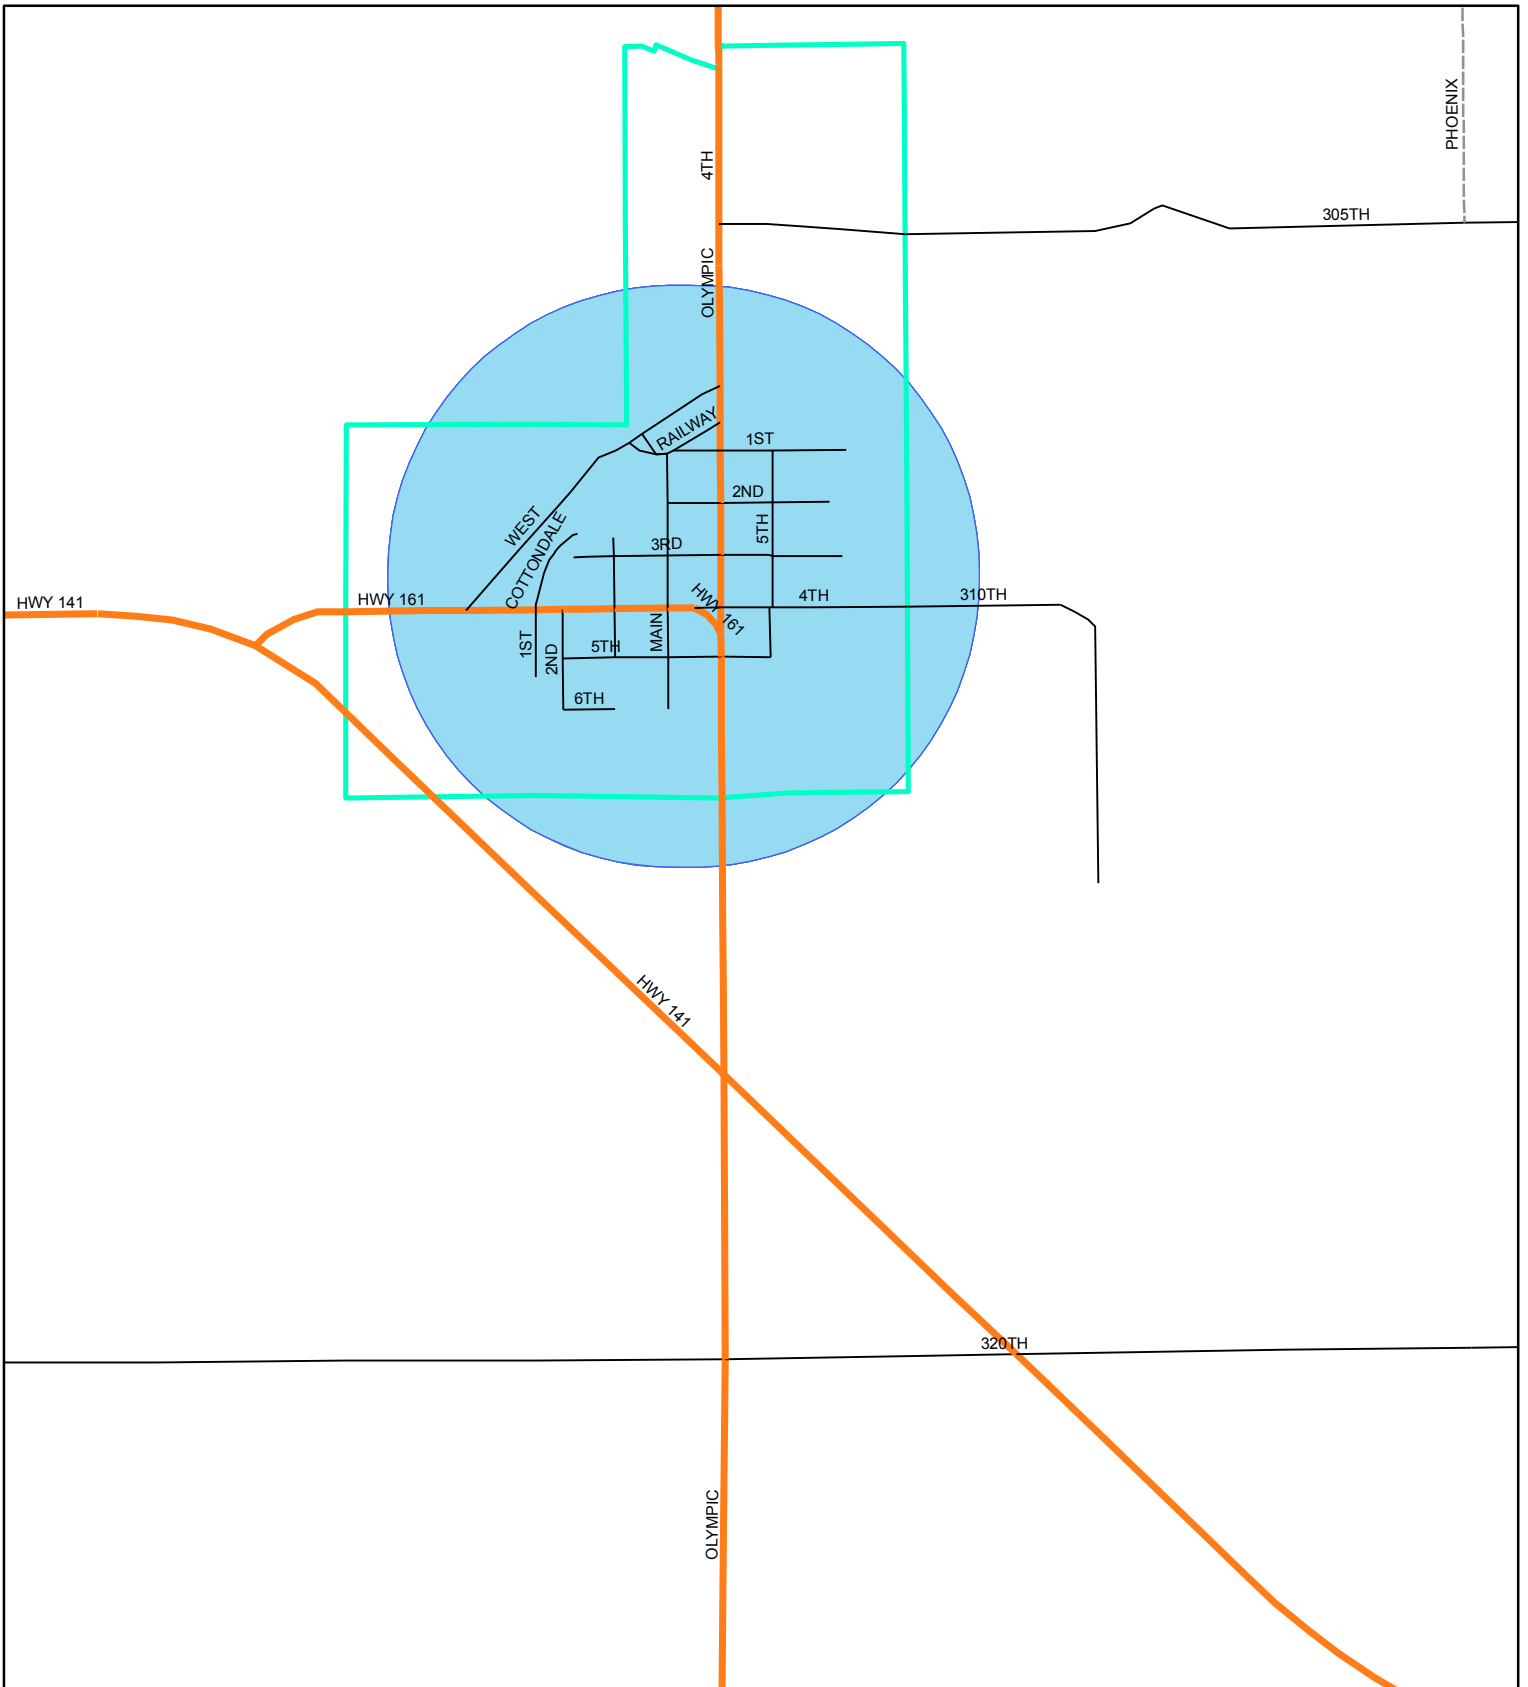 PHOENIX
4TH
305TH
OLYMPIC
RAILWAY
1ST
2ND
WEST
COTTONDALE
5TH
3RD
HWY 141
HWY 161
HWY 161
4TH
310TH
1ST
2ND
5TH
MAIN
6TH
HWY 141
320TH
OLYMPIC